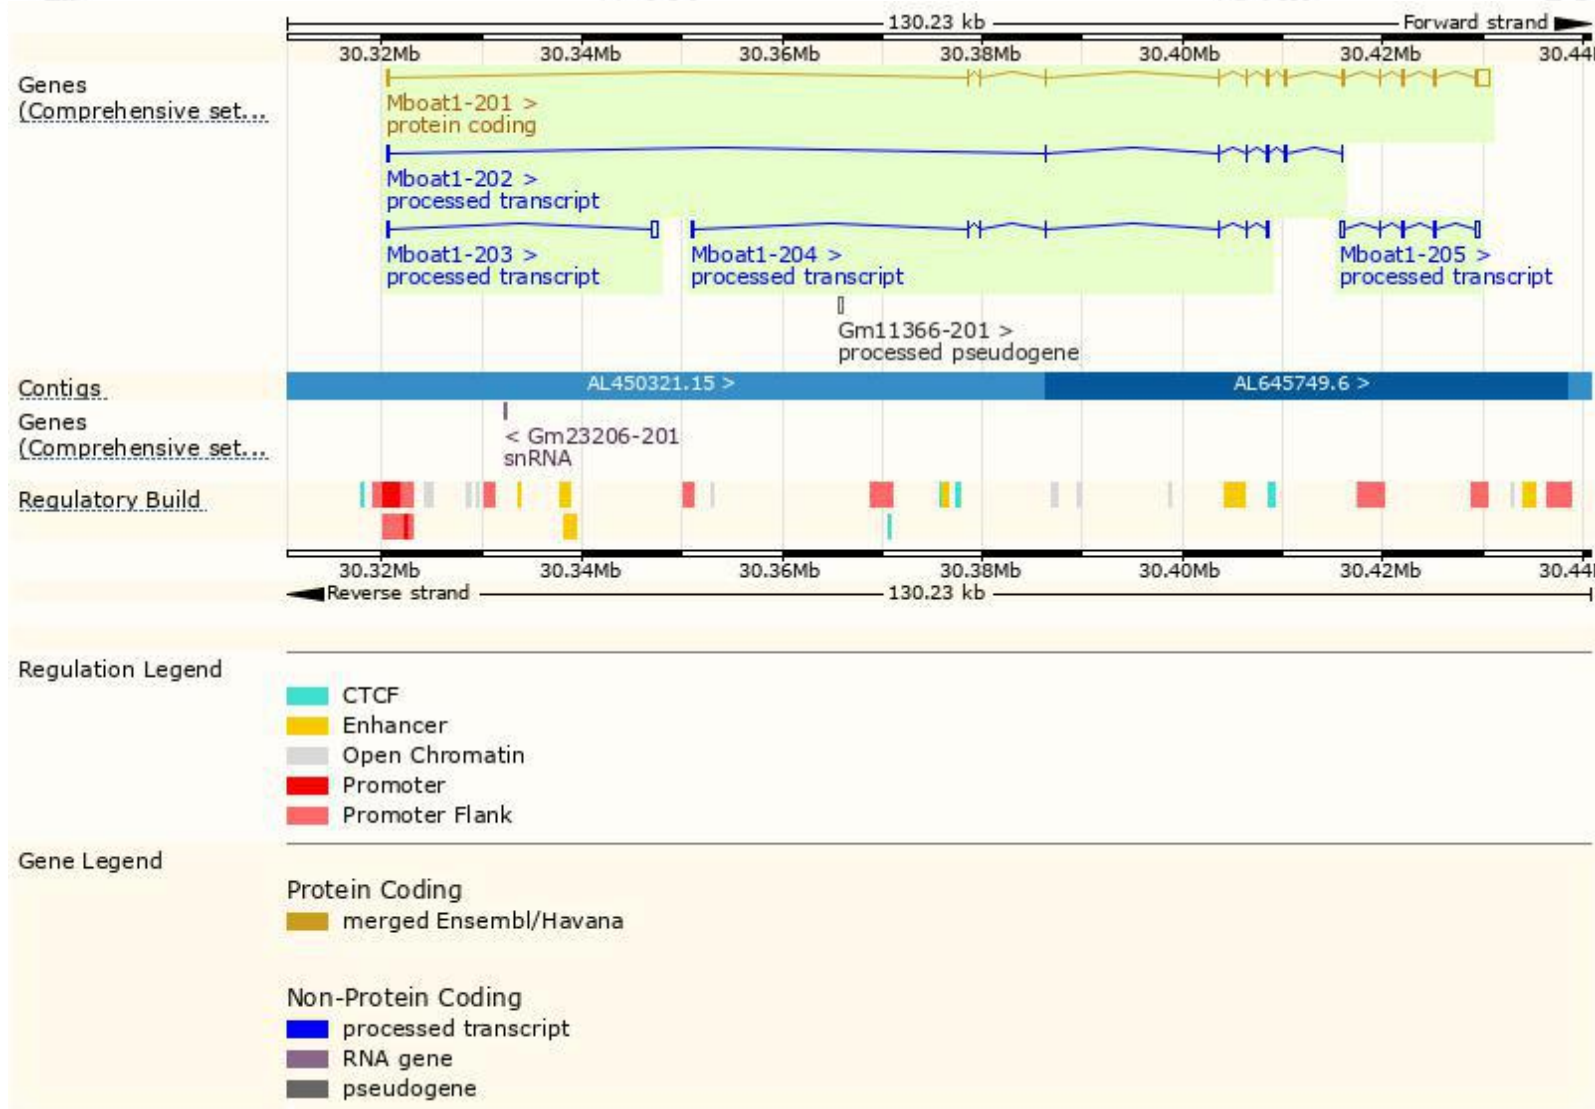 130.23 kb Forward strand
30.32Mb 30.34Mb 30.36Mb 30.38Mb 30.40Mb 30.42Mb 30.44
Genes
(Comprehensive set...
Mboat1-201 >
protein coding
Mboat1-202 >
processed transcript
Mboat1-203 > Mboat1-204 > Mboat1-205 >
processed transcript processed transcript processed transcript
Gm11366-201 >
processed pseudogene
Contigs AL450321.15 > AL645749.6 >
Genes
(Comprehensive set...
< Gm23206-201
snRNA
Regulatory Build
30.32Mb 30.34Mb 30.36Mb 30.38Mb 30.40Mb 30.42Mb 30.44
Reverse strand 130.23 kb
Regulation Legend
CTCF
Enhancer
Open Chromatin
Promoter
Promoter Flank
Gene Legend
Protein Coding
merged Ensembl/Havana
Non-Protein Coding
processed transcript
RNA gene
pseudogene